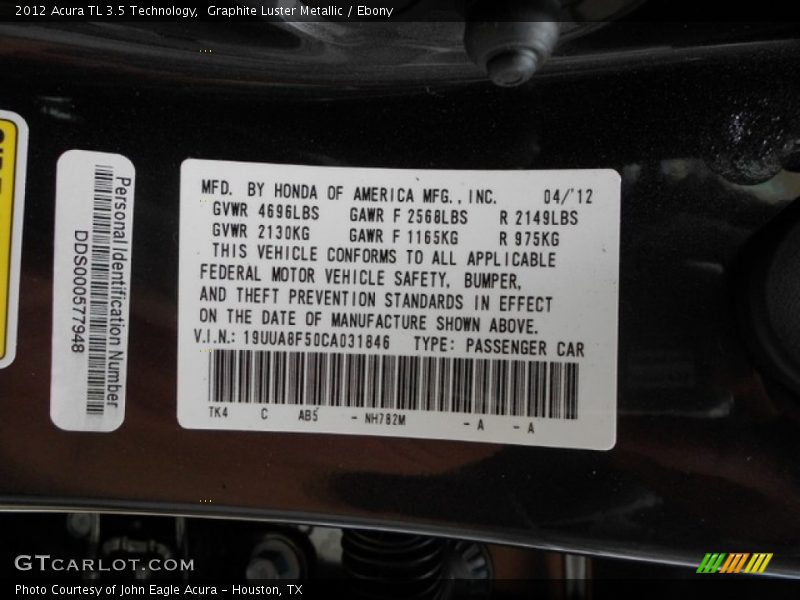 2012 Acura TL 3.5 Technology,  Graphite Luster Metallic / Ebony
Personal Identification Number
DDS000577948
MFD. BY HONDA OF AMERICA MFG., INC. 04/'12
GVWR 4696LBS GAWR F 2568LBS R 2149LBS
GVWR 2130KG GAWR F 1165KG R 975KG
THIS VEHICLE CONFORMS TO ALL APPLICABLE
FEDERAL MOTOR VEHICLE SAFETY, BUMPER,
AND THEFT PREVENTION STANDARDS IN EFFECT
ON THE DATE OF MANUFACTURE SHOWN ABOVE.
V.I.N.: 19UUA8F50CA031846 TYPE: PASSENGER CAR
TK4 C AB5 - NH782M - A - A
GTCARLOT.COM
Photo Courtesy of John Eagle Acura - Houston, TX